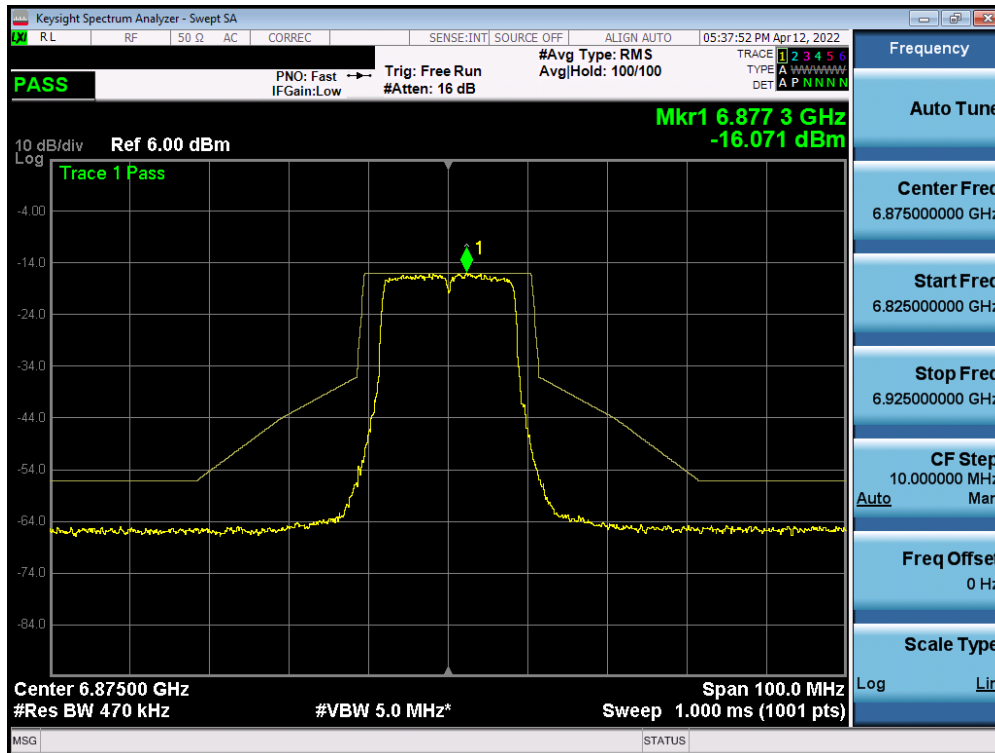 Keysight Spectrum Analyzer - Swept SA
LXI RL RF 50 Ω AC CORREC SENSE:INT SOURCE OFF ALIGN AUTO 05:37:52 PM Apr 12, 2022
PASS
PNO: Fast
IFGain:Low
Trig: Free Run
#Atten: 16 dB
#Avg Type: RMS
Avg|Hold: 100/100
TRACE 1 2 3 4 5 6
TYPE A WWWWW
DET A P N N N N
Mkr1 6.877 3 GHz
-16.071 dBm
10 dB/div Ref 6.00 dBm
Log
Trace 1 Pass
1
-4.00
-14.0
-24.0
-34.0
-44.0
-54.0
-64.0
-74.0
-84.0
Center 6.87500 GHz Span 100.0 MHz
#Res BW 470 kHz #VBW 5.0 MHz* Sweep 1.000 ms (1001 pts)
MSG STATUS
Frequency
Auto Tune
Center Freq
6.875000000 GHz
Start Freq
6.825000000 GHz
Stop Freq
6.925000000 GHz
CF Step
10.000000 MHz
Auto Man
Freq Offset
0 Hz
Scale Type
Log Lin